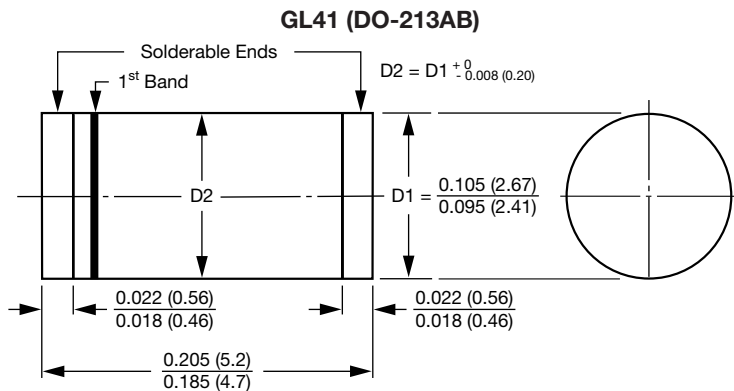 GL41 (DO-213AB)
Solderable Ends
1st Band
D2 = D1 + 0
- 0.008 (0.20)
D2
D1 = 0.105 (2.67)
0.095 (2.41)
0.022 (0.56)
0.018 (0.46)
0.022 (0.56)
0.018 (0.46)
0.205 (5.2)
0.185 (4.7)